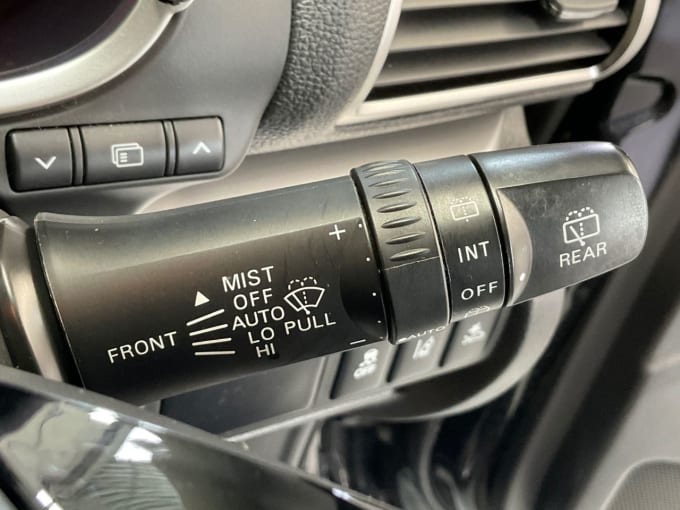 MIST
OFF
AUTO
FRONT LO PULL
HI
+
−
INT
OFF
REAR
AUTO